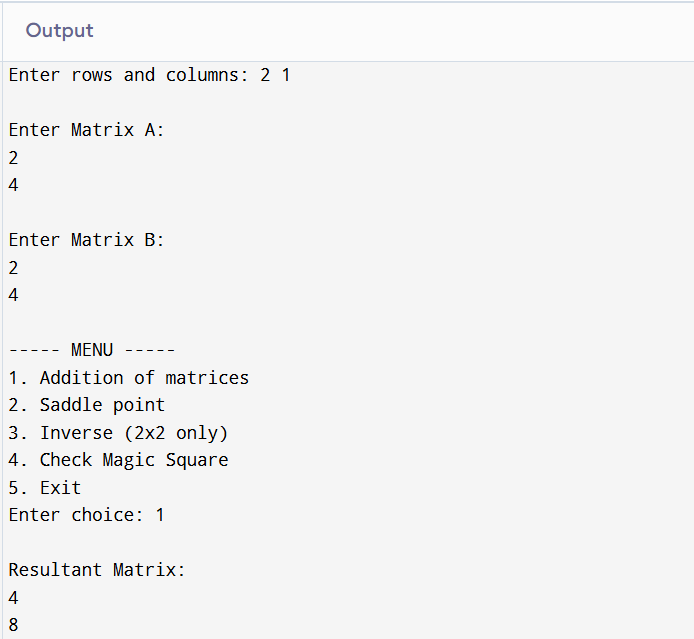 Output
Enter rows and columns: 2 1
Enter Matrix A:
2
4
Enter Matrix B:
2
4
----- MENU -----
1. Addition of matrices
2. Saddle point
3. Inverse (2x2 only)
4. Check Magic Square
5. Exit
Enter choice: 1
Resultant Matrix:
4
8